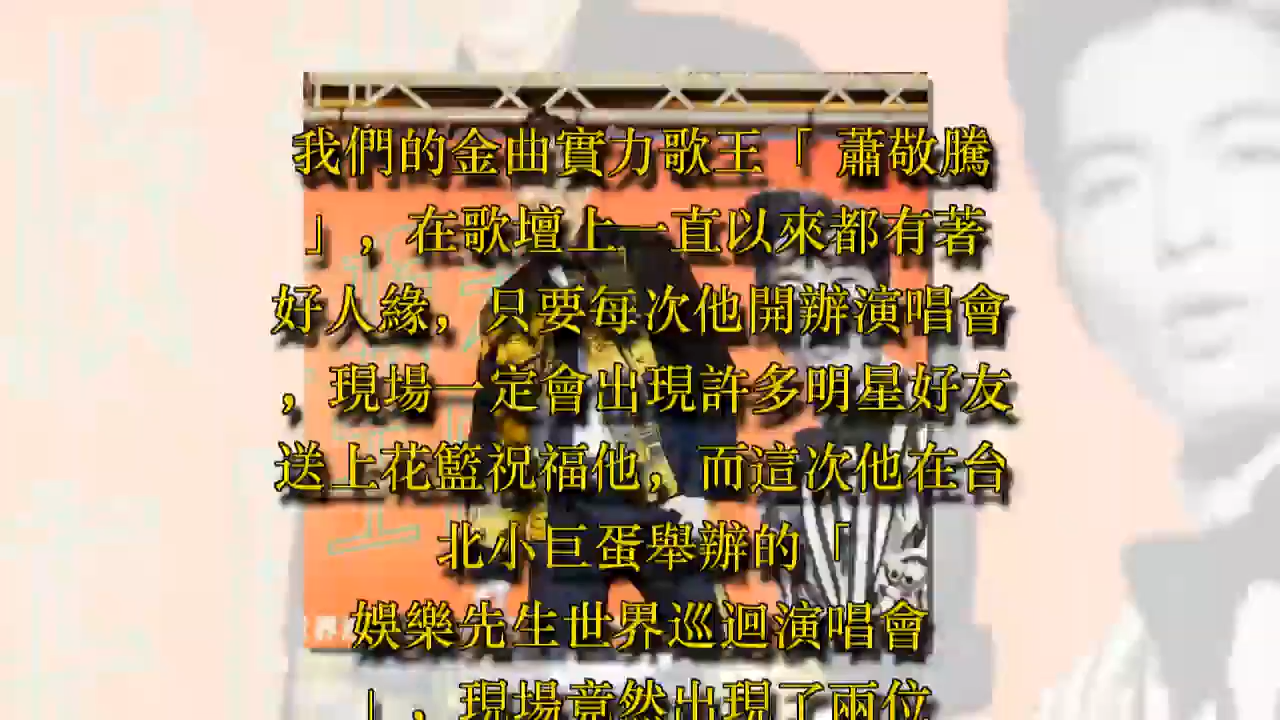 我們的金曲實力歌王「 蕭敬騰
」，在歌壇上一直以來都有著
好人緣，只要每次他開辦演唱會
，現場一定會出現許多明星好友
送上花籃祝福他，而這次他在台
北小巨蛋舉辦的「
娛樂先生世界巡迴演唱會
」，現場竟然出現了兩位